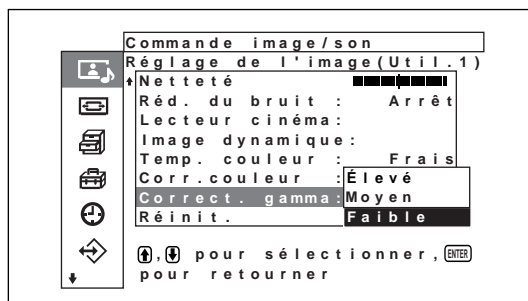 Commande image/son
Réglage de l'image(Util.1)
Netteté
Réd. du bruit : Arrêt
Lecteur cinéma:
Image dynamique:
Temp. couleur : Frais
Corr.couleur :Élevé
Correct. gamma:Moyen
Réinit. Faible
, pour sélectionner, ENTER
pour retourner